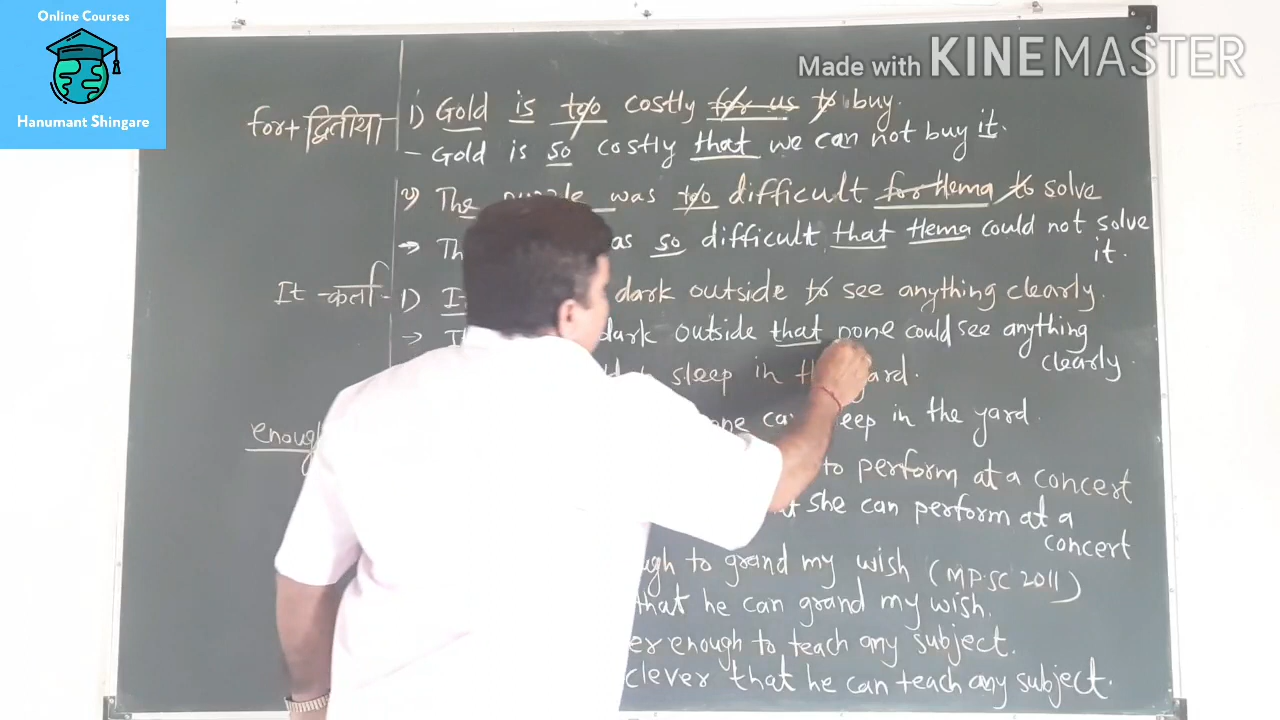 Online Courses
Hanumant Shingare
Made with KINEMASTER
for+ द्वितीया
1) Gold is too costly for us to buy.
- Gold is so costly that we can not buy it.
२) The puzzle was too difficult for Hema to solve
→ Th as so difficult that Hema could not solve
it.
It - कर्ता - 1) dark outside to see anything clearly.
→ dark outside that none could see anything
clearly.
sleep in the yard.
one can eep in the yard.
enoug
to perform at a concert
she can perform at a
concert
ugh to grand my wish (MPSC 2011)
that he can grand my wish.
er enough to teach any subject.
clever that he can teach any subject.